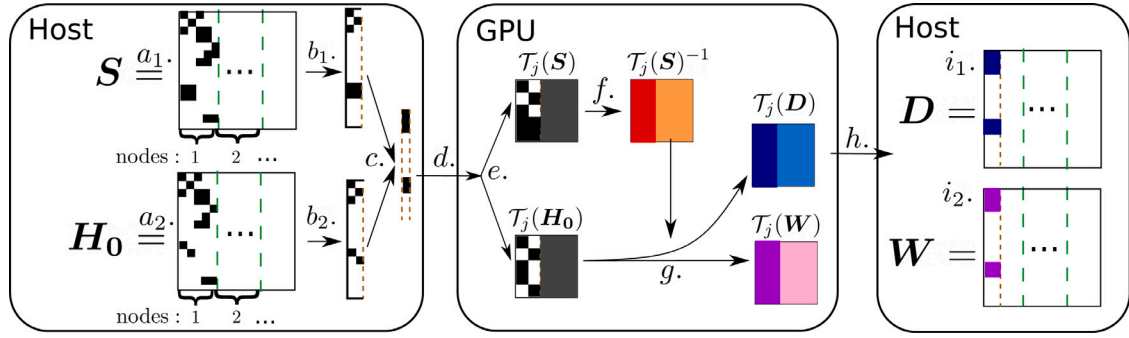 Host
S = a₁.
...
b₁.
nodes : 1 2 ...
H₀ = a₂.
...
b₂.
nodes : 1 2 ...
c.
d.
GPU
e.
𝒯ⱼ(S)
f.
𝒯ⱼ(S)⁻¹
𝒯ⱼ(D)
𝒯ⱼ(H₀)
g.
𝒯ⱼ(W)
h.
Host
i₁.
D =
...
i₂.
W =
...